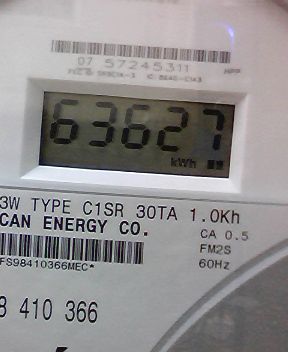 07 57245311
63627
kWh
3W TYPE C1SR 30TA 1.0Kh
CAN ENERGY CO.
CA 0.5
FM2S
60Hz
FS98410366MEC*
8 410 366